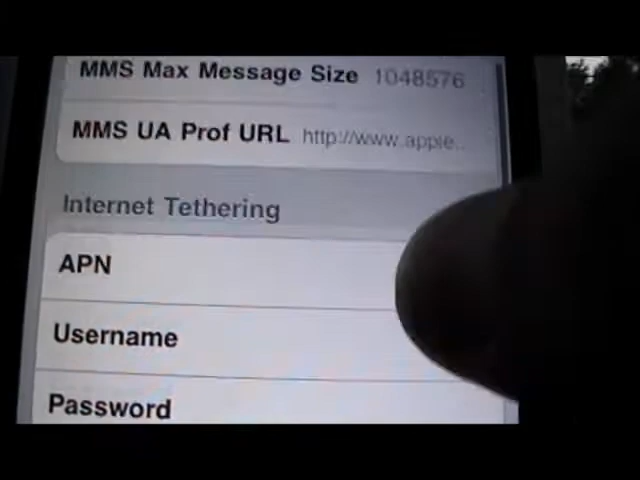 MMS Max Message Size 1048576
MMS UA Prof URL http://www.apple...
Internet Tethering
APN
Username
Password